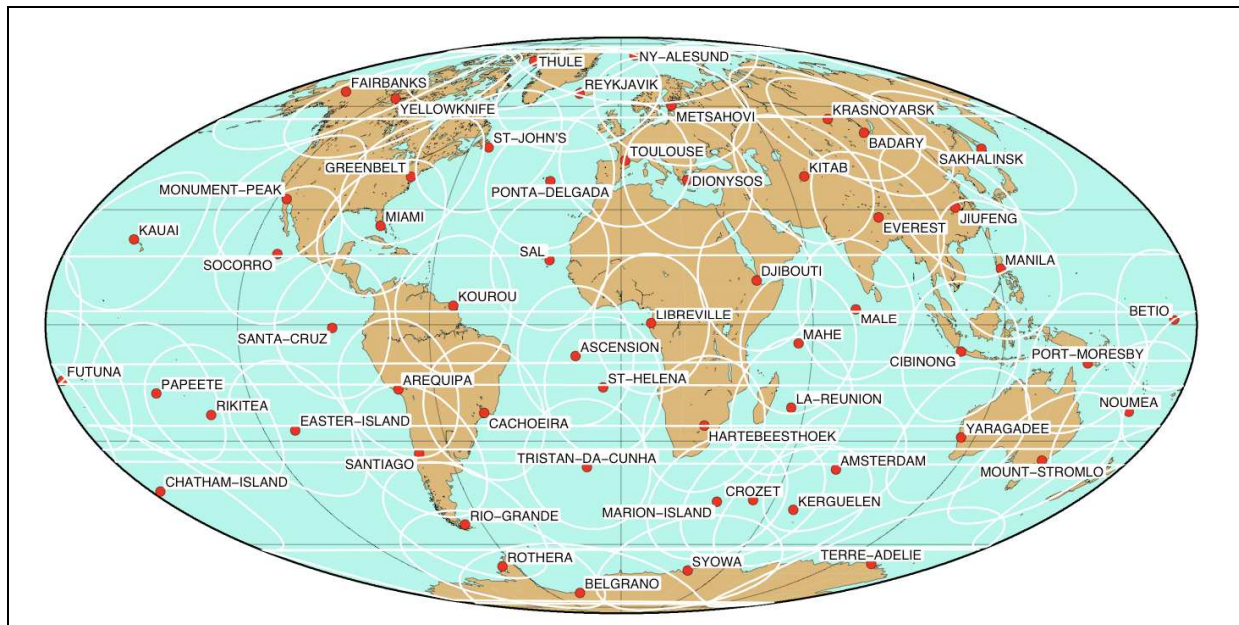 THULE
NY-ALESUND
FAIRBANKS
REYKJAVIK
YELLOWKNIFE
METSAHOVI
KRASNOYARSK
ST-JOHN'S
BADARY
SAKHALINSK
TOULOUSE
GREENBELT
KITAB
MONUMENT-PEAK
PONTA-DELGADA
DIONYSOS
MIAMI
JIUFENG
EVEREST
KAUAI
SOCORRO
SAL
MANILA
DJIBOUTI
KOUROU
LIBREVILLE
MALE
BETIO
SANTA-CRUZ
MAHE
ASCENSION
CIBINONG
PORT-MORESBY
FUTUNA
PAPEETE
AREQUIPA
ST-HELENA
RIKITEA
LA-REUNION
NOUMEA
EASTER-ISLAND
CACHOEIRA
HARTEBEESTHOEK
YARAGADEE
SANTIAGO
TRISTAN-DA-CUNHA
AMSTERDAM
MOUNT-STROMLO
CHATHAM-ISLAND
CROZET
MARION-ISLAND
KERGUELEN
RIO-GRANDE
ROTHERA
SYOWA
TERRE-ADELIE
BELGRANO